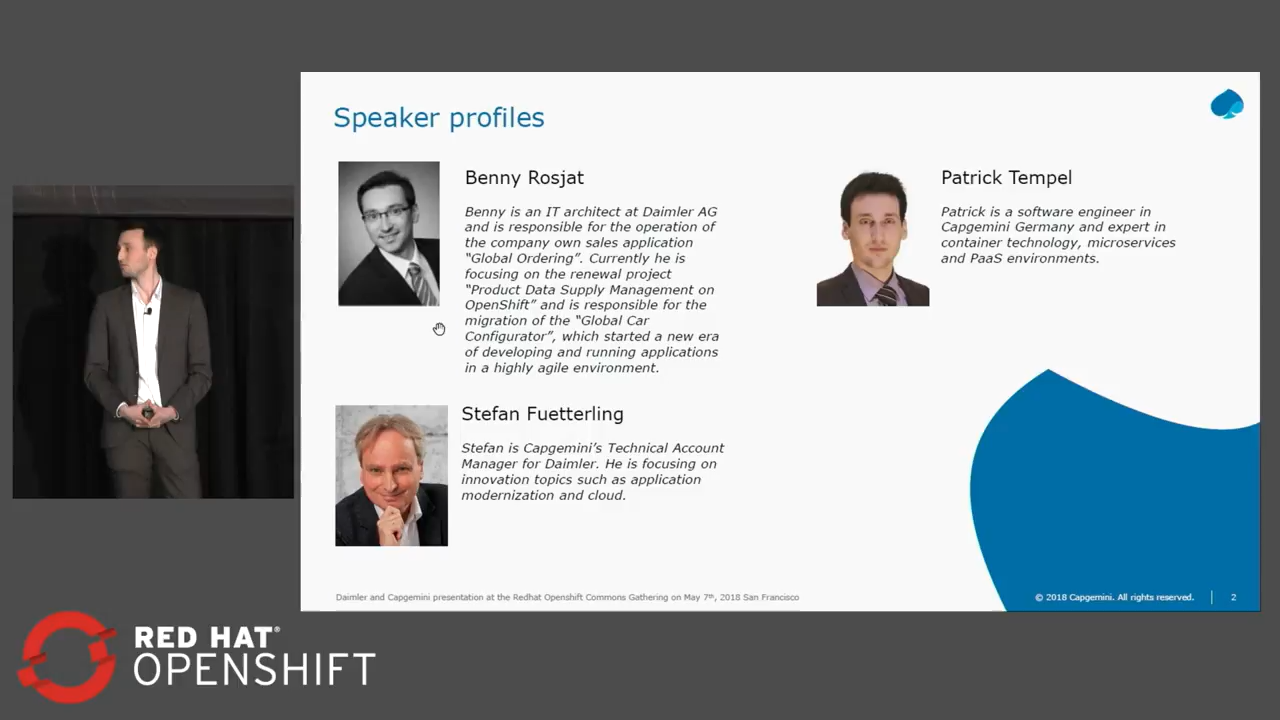 Speaker profiles
Benny Rosjat
Benny is an IT architect at Daimler AG
and is responsible for the operation of
the company own sales application
“Global Ordering”. Currently he is
focusing on the renewal project
“Product Data Supply Management on
OpenShift” and is responsible for the
migration of the “Global Car
Configurator”, which started a new era
of developing and running applications
in a highly agile environment.
Patrick Tempel
Patrick is a software engineer in
Capgemini Germany and expert in
container technology, microservices
and PaaS environments.
Stefan Fuetterling
Stefan is Capgemini’s Technical Account
Manager for Daimler. He is focusing on
innovation topics such as application
modernization and cloud.
Daimler and Capgemini presentation at the Redhat Openshift Commons Gathering on May 7th, 2018 San Francisco
© 2018 Capgemini. All rights reserved. | 2
RED HAT®
OPENSHIFT